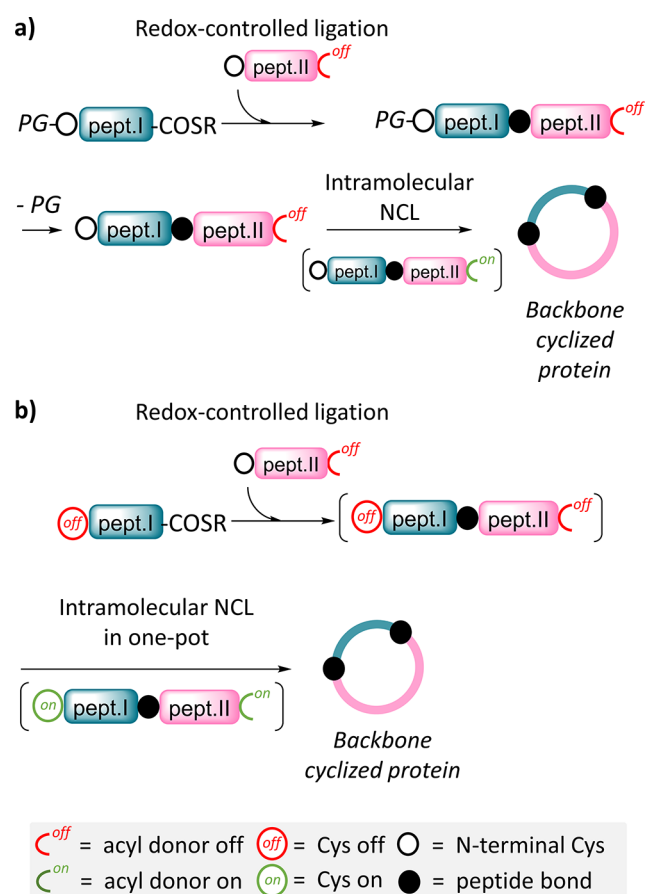 a)
Redox-controlled ligation
pept.II off
PG- pept.I -COSR
PG- pept.I pept.II off
- PG
pept.I pept.II off
Intramolecular
NCL
pept.I pept.II on
Backbone
cyclized
protein
b)
Redox-controlled ligation
pept.II off
off pept.I -COSR
off pept.I pept.II off
Intramolecular NCL
in one-pot
on pept.I pept.II on
Backbone
cyclized protein
off = acyl donor off off = Cys off = N-terminal Cys
on = acyl donor on on = Cys on = peptide bond